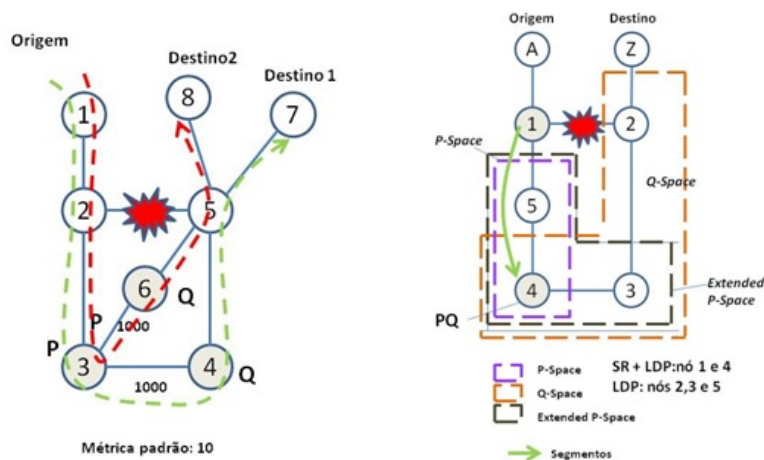 Origem
Destino2
Destino 1
8
7
1
2
5
6
Q
P
P
1000
3
4
Q
1000
Métrica padrão: 10
Origem
Destino
A
Z
1
2
P-Space
Q-Space
5
4
3
PQ
Extended
P-Space
P-Space
Q-Space
Extended P-Space
Segmentos
SR + LDP:nó 1 e 4
LDP: nós 2,3 e 5